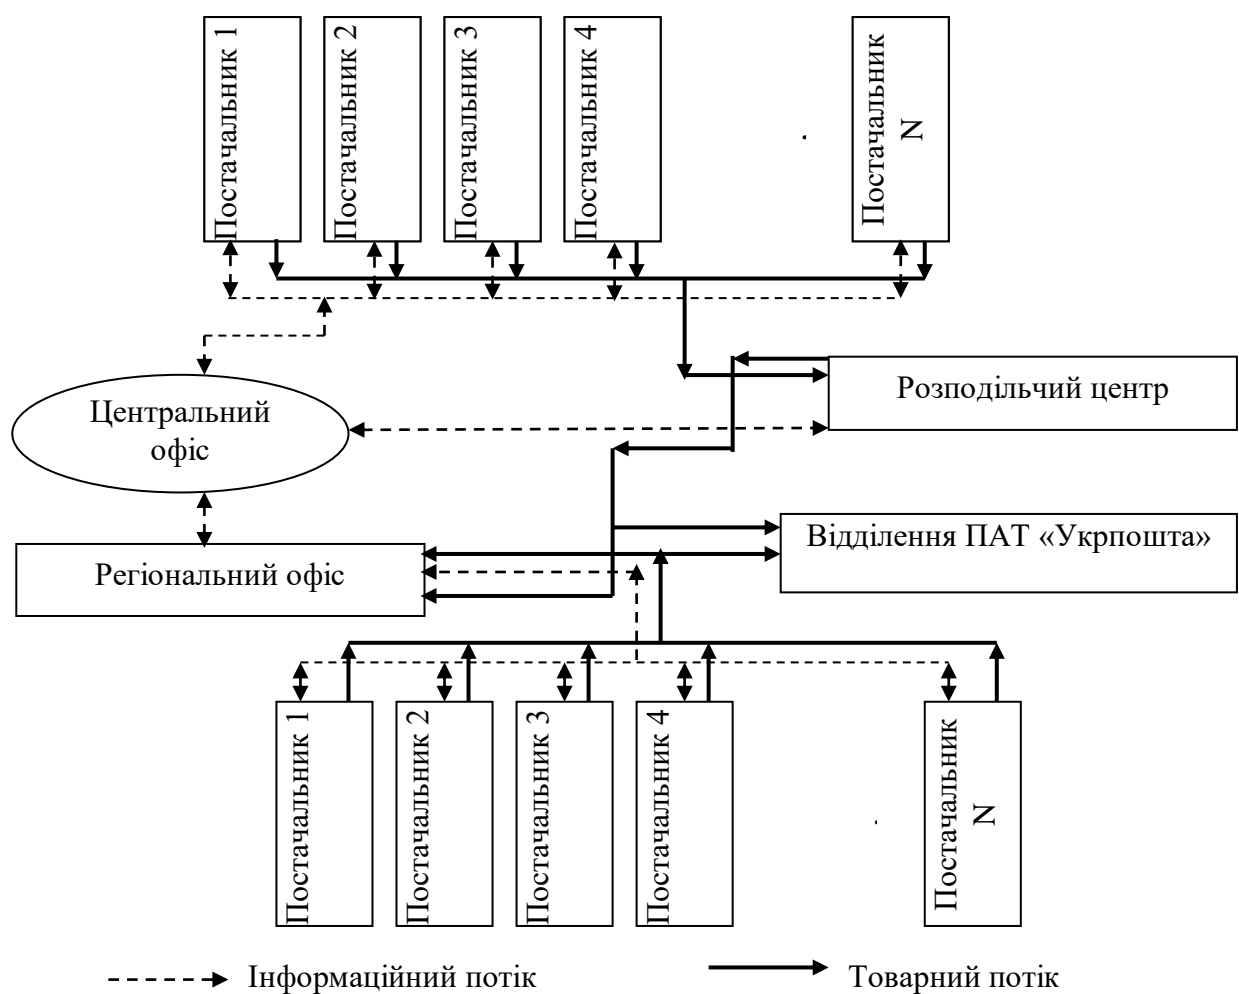 Постачальник 1
Постачальник 2
Постачальник 3
Постачальник 4
Постачальник
N
Центральний
офіс
Розподільчий центр
Регіональний офіс
Відділення ПАТ «Укрпошта»
Постачальник 1
Постачальник 2
Постачальник 3
Постачальник 4
Постачальник
N
Інформаційний потік
Товарний потік